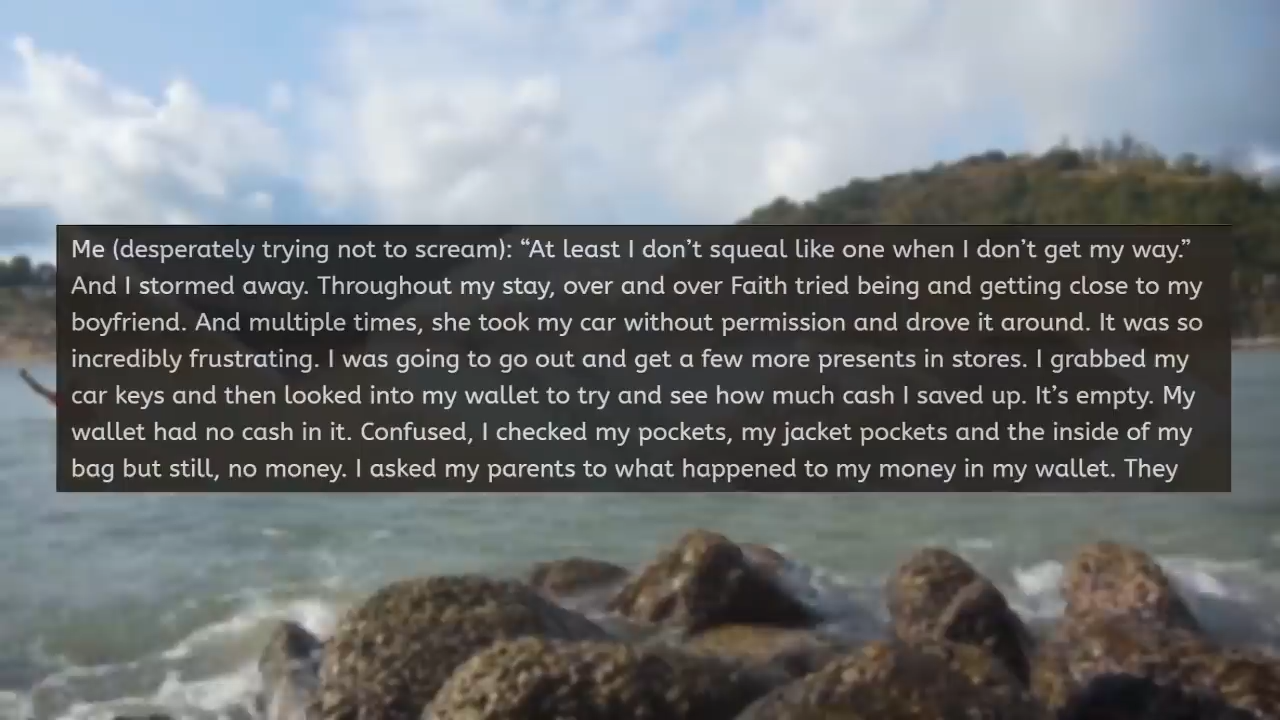 Me (desperately trying not to scream): “At least I don’t squeal like one when I don’t get my way.”
And I stormed away. Throughout my stay, over and over Faith tried being and getting close to my
boyfriend. And multiple times, she took my car without permission and drove it around. It was so
incredibly frustrating. I was going to go out and get a few more presents in stores. I grabbed my
car keys and then looked into my wallet to try and see how much cash I saved up. It’s empty. My
wallet had no cash in it. Confused, I checked my pockets, my jacket pockets and the inside of my
bag but still, no money. I asked my parents to what happened to my money in my wallet. They